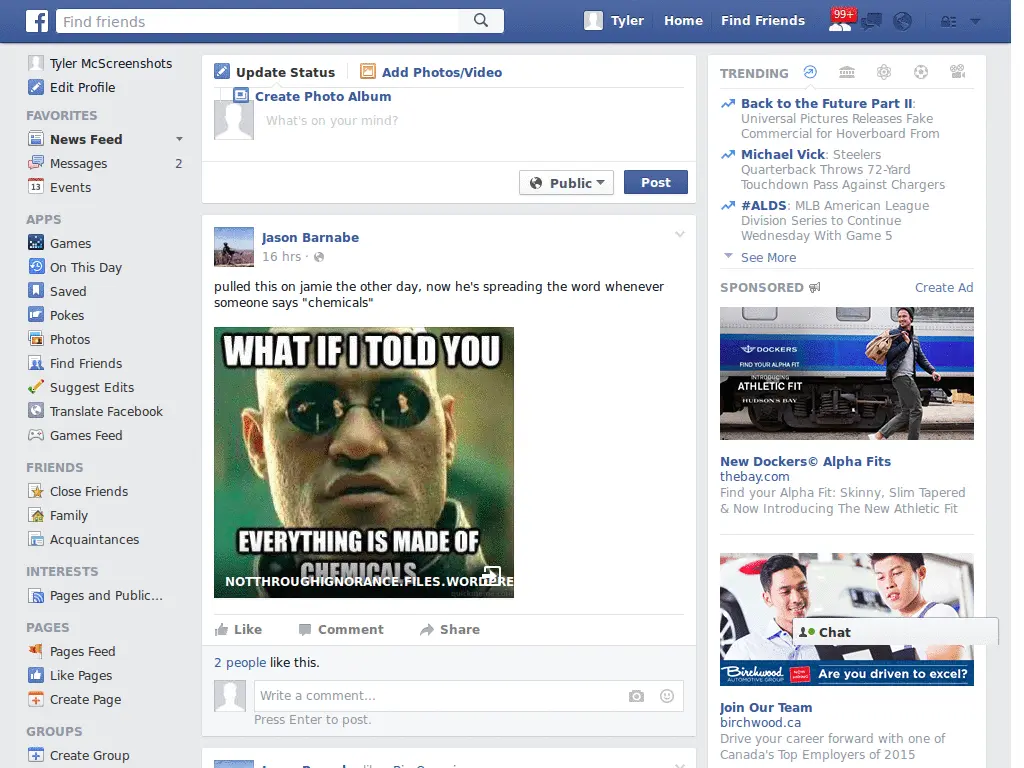 f
Find friends
Tyler
Home
Find Friends
99+
Tyler McScreenshots
Edit Profile
FAVORITES
News Feed
Messages 2
13 Events
APPS
Games
On This Day
Saved
Pokes
Photos
Find Friends
Suggest Edits
Translate Facebook
Games Feed
FRIENDS
Close Friends
Family
Acquaintances
INTERESTS
Pages and Public...
PAGES
Pages Feed
Like Pages
Create Page
GROUPS
Create Group
Update Status
Add Photos/Video
Create Photo Album
What's on your mind?
Public
Post
Jason Barnabe
16 hrs ·
pulled this on jamie the other day, now he's spreading the word whenever
someone says "chemicals"
WHAT IF I TOLD YOU
EVERYTHING IS MADE OF
CHEMICALS
NOTTHROUGHIGNORANCE.FILES.WORDPRE
Like
Comment
Share
2 people like this.
Write a comment...
Press Enter to post.
TRENDING
Back to the Future Part II:
Universal Pictures Releases Fake
Commercial for Hoverboard From
Michael Vick: Steelers
Quarterback Throws 72-Yard
Touchdown Pass Against Chargers
#ALDS: MLB American League
Division Series to Continue
Wednesday With Game 5
See More
SPONSORED
Create Ad
DOCKERS
FIND YOUR ALPHA FIT
INTRODUCING
ATHLETIC FIT
HUDSON'S BAY
New Dockers© Alpha Fits
thebay.com
Find your Alpha Fit: Skinny, Slim Tapered
& Now Introducing The New Athletic Fit
Chat
Birchwood
AUTOMOTIVE GROUP
Are you driven to excel?
Join Our Team
birchwood.ca
Drive your career forward with one of
Canada's Top Employers of 2015